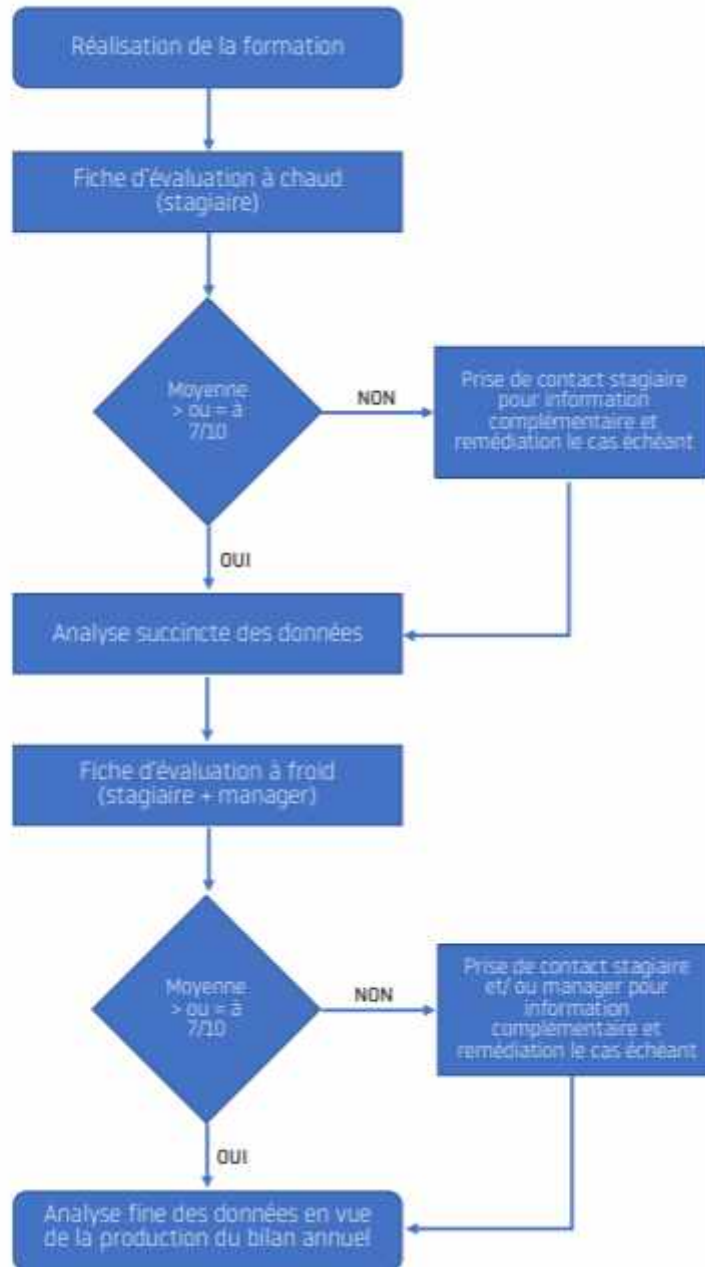 Réalisation de la formation
Fiche d'évaluation à chaud
(stagiaire)
Moyenne
> ou = à
7/10
NON
Prise de contact stagiaire
pour information
complémentaire et
remédiation le cas échéant
OUI
Analyse succincte des données
Fiche d'évaluation à froid
(stagiaire + manager)
Moyenne
> ou = à
7/10
NON
Prise de contact stagiaire
et/ ou manager pour
information
complémentaire et
remédiation le cas échéant
OUI
Analyse fine des données en vue
de la production du bilan annuel